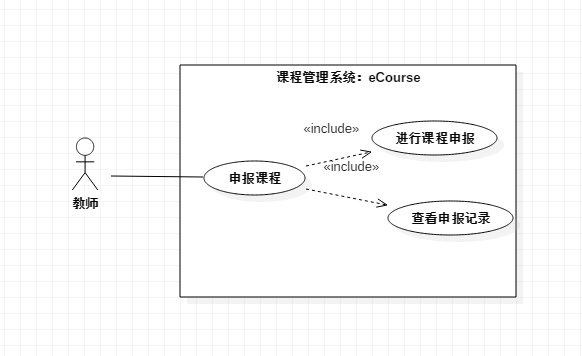 课程管理系统：eCourse
«include»
进行课程申报
«include»
申报课程
教师
查看申报记录